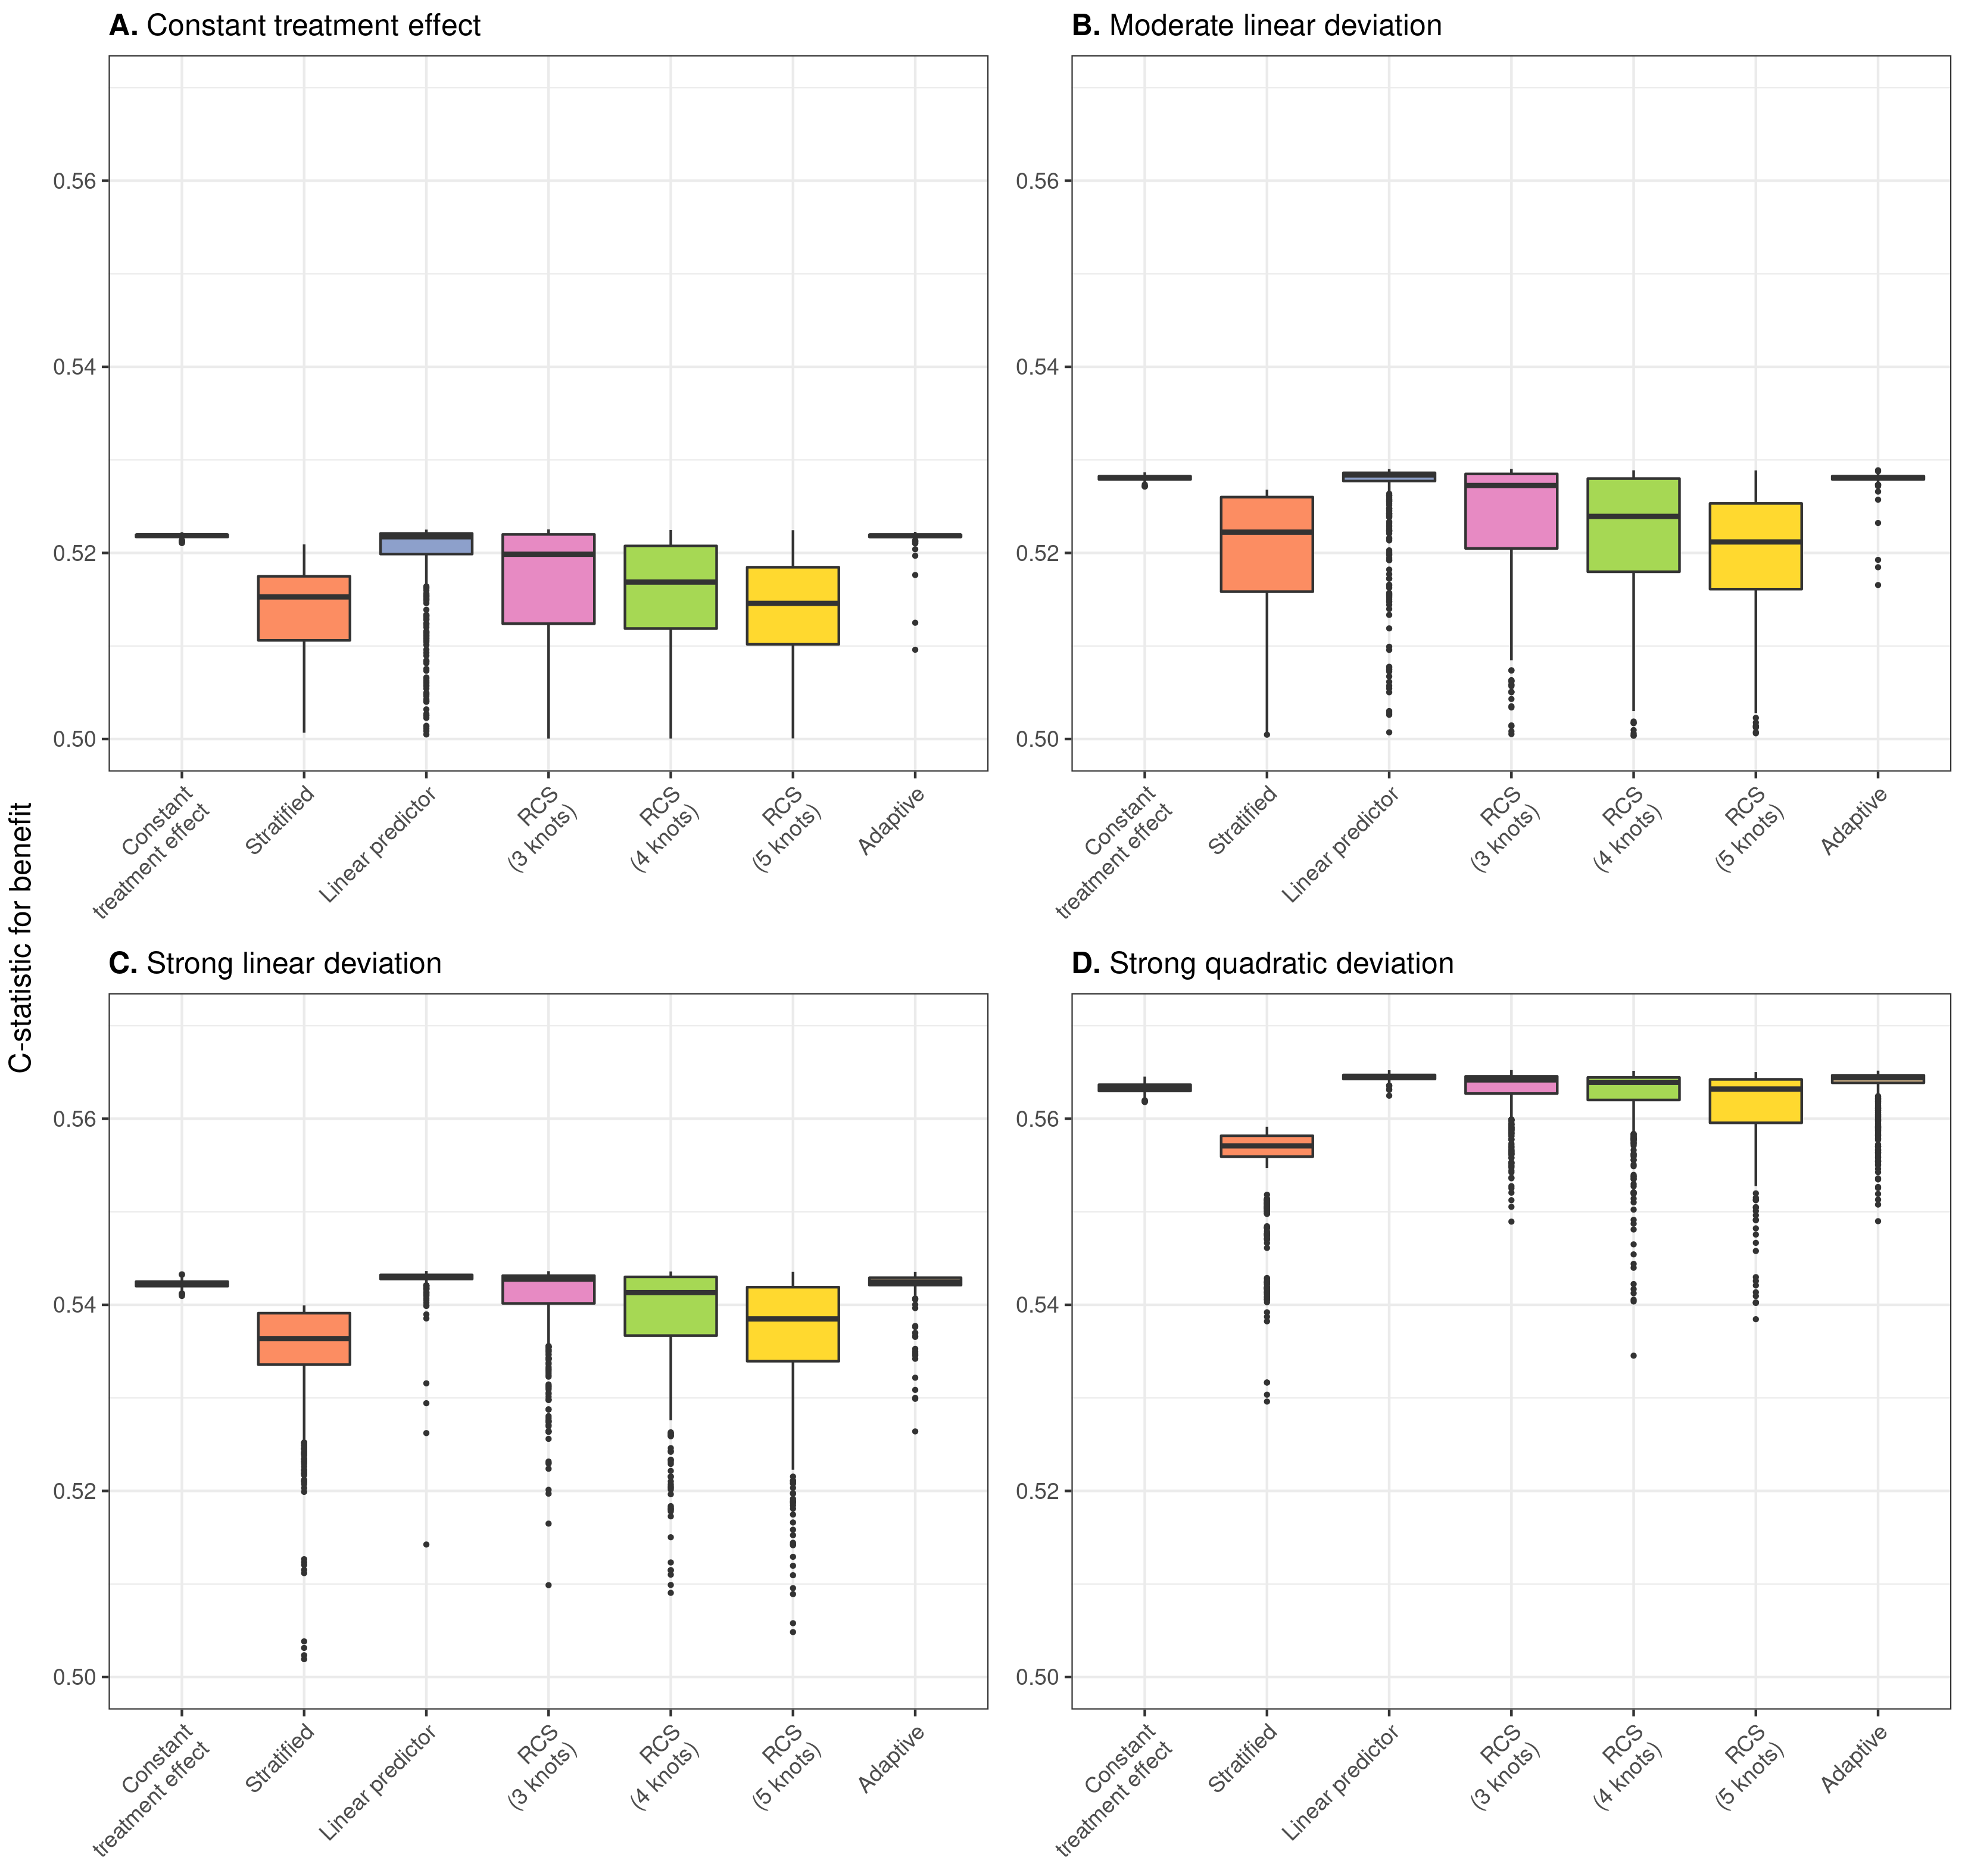 A. Constant treatment effect
0.56
0.54
0.52
0.50
Constant
treatment effect
Stratified
Linear predictor
RCS
(3 knots)
RCS
(4 knots)
RCS
(5 knots)
Adaptive
B. Moderate linear deviation
0.56
0.54
0.52
0.50
Constant
treatment effect
Stratified
Linear predictor
RCS
(3 knots)
RCS
(4 knots)
RCS
(5 knots)
Adaptive
C-statistic for benefit
C. Strong linear deviation
0.56
0.54
0.52
0.50
Constant
treatment effect
Stratified
Linear predictor
RCS
(3 knots)
RCS
(4 knots)
RCS
(5 knots)
Adaptive
D. Strong quadratic deviation
0.56
0.54
0.52
0.50
Constant
treatment effect
Stratified
Linear predictor
RCS
(3 knots)
RCS
(4 knots)
RCS
(5 knots)
Adaptive